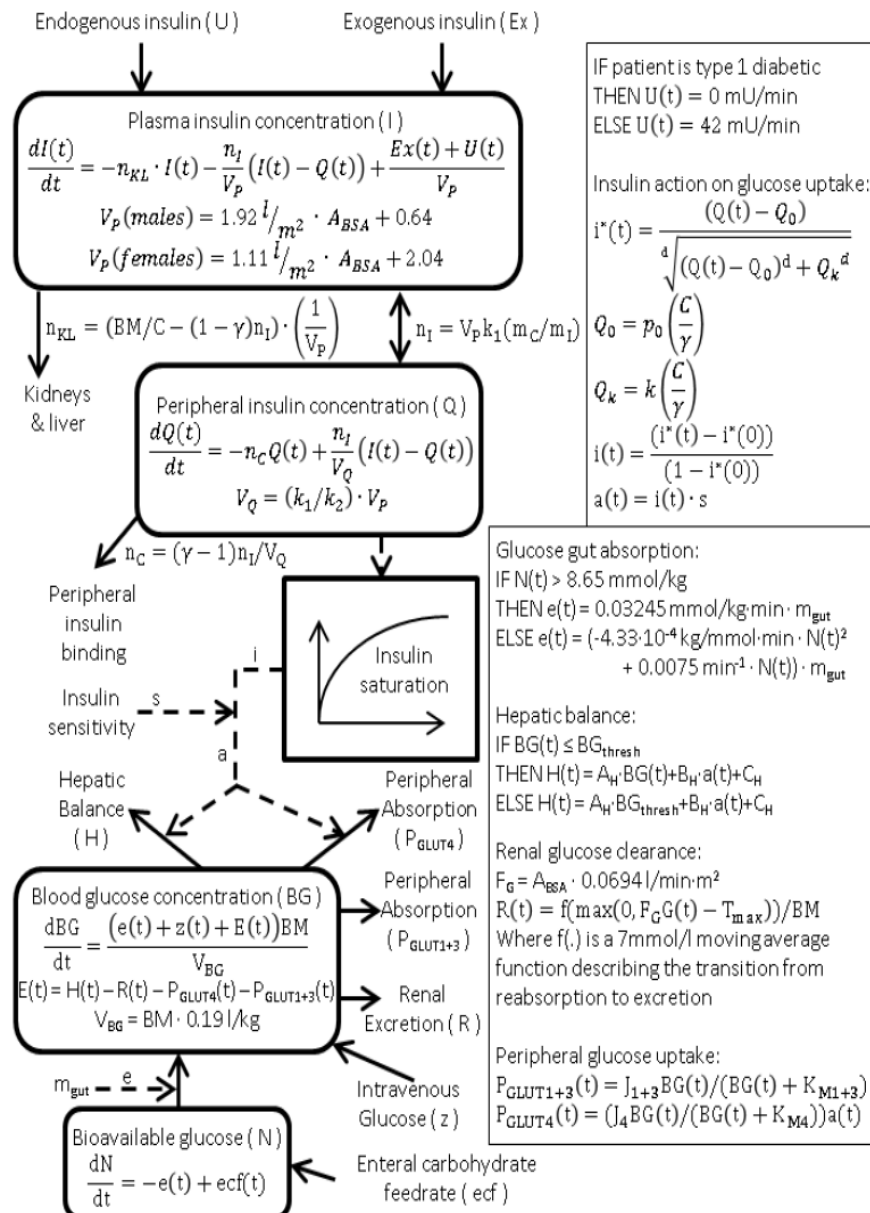 Endogenous insulin ( U )
Exogenous insulin ( Ex )
Plasma insulin concentration ( I )
dI(t)/dt = −n_KL · I(t) − n_I/V_P (I(t) − Q(t)) + (Ex(t) + U(t))/V_P
V_P(males) = 1.92 l/m² · A_BSA + 0.64
V_P(females) = 1.11 l/m² · A_BSA + 2.04
n_KL = (BM/C − (1 − γ)n_I) · (1/V_P)
n_I = V_P k_1(m_C/m_I)
Kidneys
& liver
Peripheral insulin concentration ( Q )
dQ(t)/dt = −n_C Q(t) + n_I/V_Q (I(t) − Q(t))
V_Q = (k_1/k_2) · V_P
n_C = (γ − 1)n_I/V_Q
Peripheral
insulin
binding
i
Insulin
saturation
Insulin
sensitivity
s
a
Hepatic
Balance
( H )
Peripheral
Absorption
( P_GLUT4 )
Blood glucose concentration ( BG )
dBG/dt = (e(t) + z(t) + E(t))BM/V_BG
E(t) = H(t) − R(t) − P_GLUT4(t) − P_GLUT1+3(t)
V_BG = BM · 0.19 l/kg
Peripheral
Absorption
( P_GLUT1+3 )
Renal
Excretion ( R )
m_gut
e
Intravenous
Glucose ( z )
Bioavailable glucose ( N )
dN/dt = −e(t) + ecf(t)
Enteral carbohydrate
feedrate ( ecf )
IF patient is type 1 diabetic
THEN U(t) = 0 mU/min
ELSE U(t) = 42 mU/min
Insulin action on glucose uptake:
i*(t) = (Q(t) − Q_0) / ᵈ√((Q(t) − Q_0)^d + Q_k^d)
Q_0 = p_0 (C/γ)
Q_k = k (C/γ)
i(t) = (i*(t) − i*(0)) / (1 − i*(0))
a(t) = i(t) · s
Glucose gut absorption:
IF N(t) > 8.65 mmol/kg
THEN e(t) = 0.03245 mmol/kg·min· m_gut
ELSE e(t) = (-4.33·10⁻⁴ kg/mmol·min · N(t)²
+ 0.0075 min⁻¹ · N(t)) · m_gut
Hepatic balance:
IF BG(t) ≤ BG_thresh
THEN H(t) = A_H·BG(t)+B_H·a(t)+C_H
ELSE H(t) = A_H·BG_thresh+B_H·a(t)+C_H
Renal glucose clearance:
F_G = A_BSA · 0.0694 l/min·m²
R(t) = f(max(0, F_G G(t) − T_max))/BM
Where f(.) is a 7mmol/l moving average
function describing the transition from
reabsorption to excretion
Peripheral glucose uptake:
P_GLUT1+3(t) = J_1+3 BG(t)/(BG(t) + K_M1+3)
P_GLUT4(t) = (J_4 BG(t)/(BG(t) + K_M4))a(t)